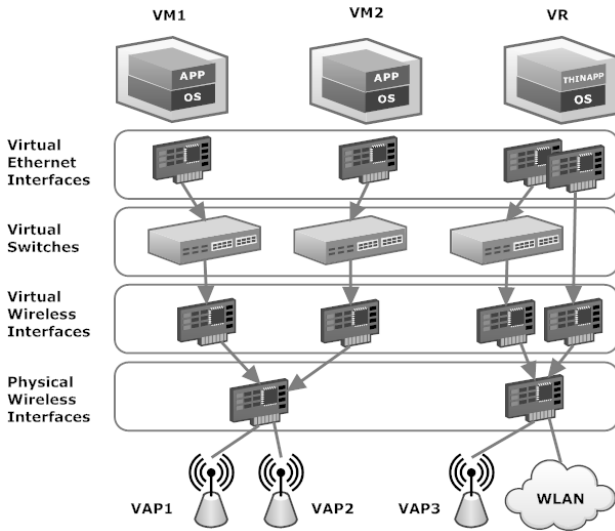 VM1 VM2 VR
APP APP THINAPP
OS OS OS
Virtual
Ethernet
Interfaces
Virtual
Switches
Virtual
Wireless
Interfaces
Physical
Wireless
Interfaces
VAP1 VAP2 VAP3 WLAN